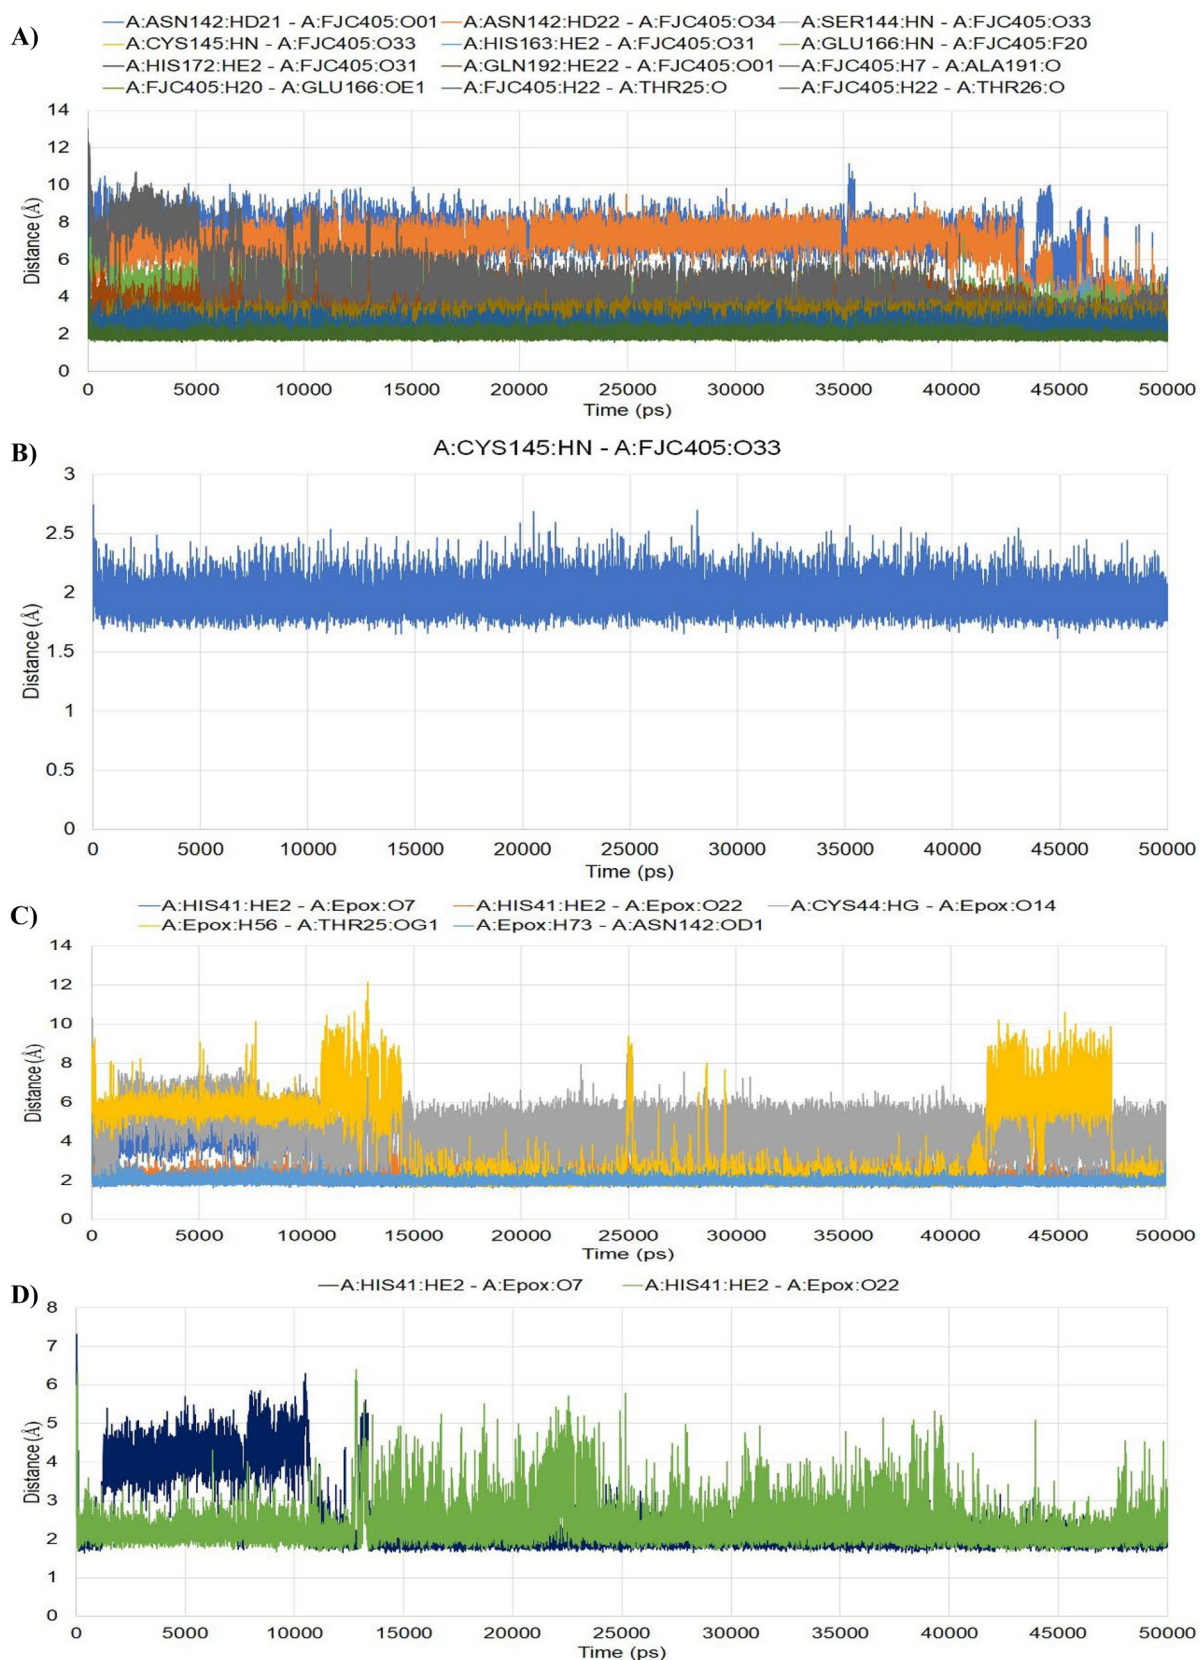 A)
A:ASN142:HD21 - A:FJC405:O01 A:ASN142:HD22 - A:FJC405:O34 A:SER144:HN - A:FJC405:O33
A:CYS145:HN - A:FJC405:O33 A:HIS163:HE2 - A:FJC405:O31 A:GLU166:HN - A:FJC405:F20
A:HIS172:HE2 - A:FJC405:O31 A:GLN192:HE22 - A:FJC405:O01 A:FJC405:H7 - A:ALA191:O
A:FJC405:H20 - A:GLU166:OE1 A:FJC405:H22 - A:THR25:O A:FJC405:H22 - A:THR26:O
14
12
10
8
6
4
2
0
Distance (Å)
0 5000 10000 15000 20000 25000 30000 35000 40000 45000 50000
Time (ps)
B)
A:CYS145:HN - A:FJC405:O33
3
2.5
2
1.5
1
0.5
0
Distance (Å)
0 5000 10000 15000 20000 25000 30000 35000 40000 45000 50000
Time (ps)
C)
A:HIS41:HE2 - A:Epox:O7 A:HIS41:HE2 - A:Epox:O22 A:CYS44:HG - A:Epox:O14
A:Epox:H56 - A:THR25:OG1 A:Epox:H73 - A:ASN142:OD1
14
12
10
8
6
4
2
0
Distance (Å)
0 5000 10000 15000 20000 25000 30000 35000 40000 45000 50000
Time (ps)
D)
A:HIS41:HE2 - A:Epox:O7 A:HIS41:HE2 - A:Epox:O22
8
7
6
5
4
3
2
1
0
Distance (Å)
0 5000 10000 15000 20000 25000 30000 35000 40000 45000 50000
Time (ps)